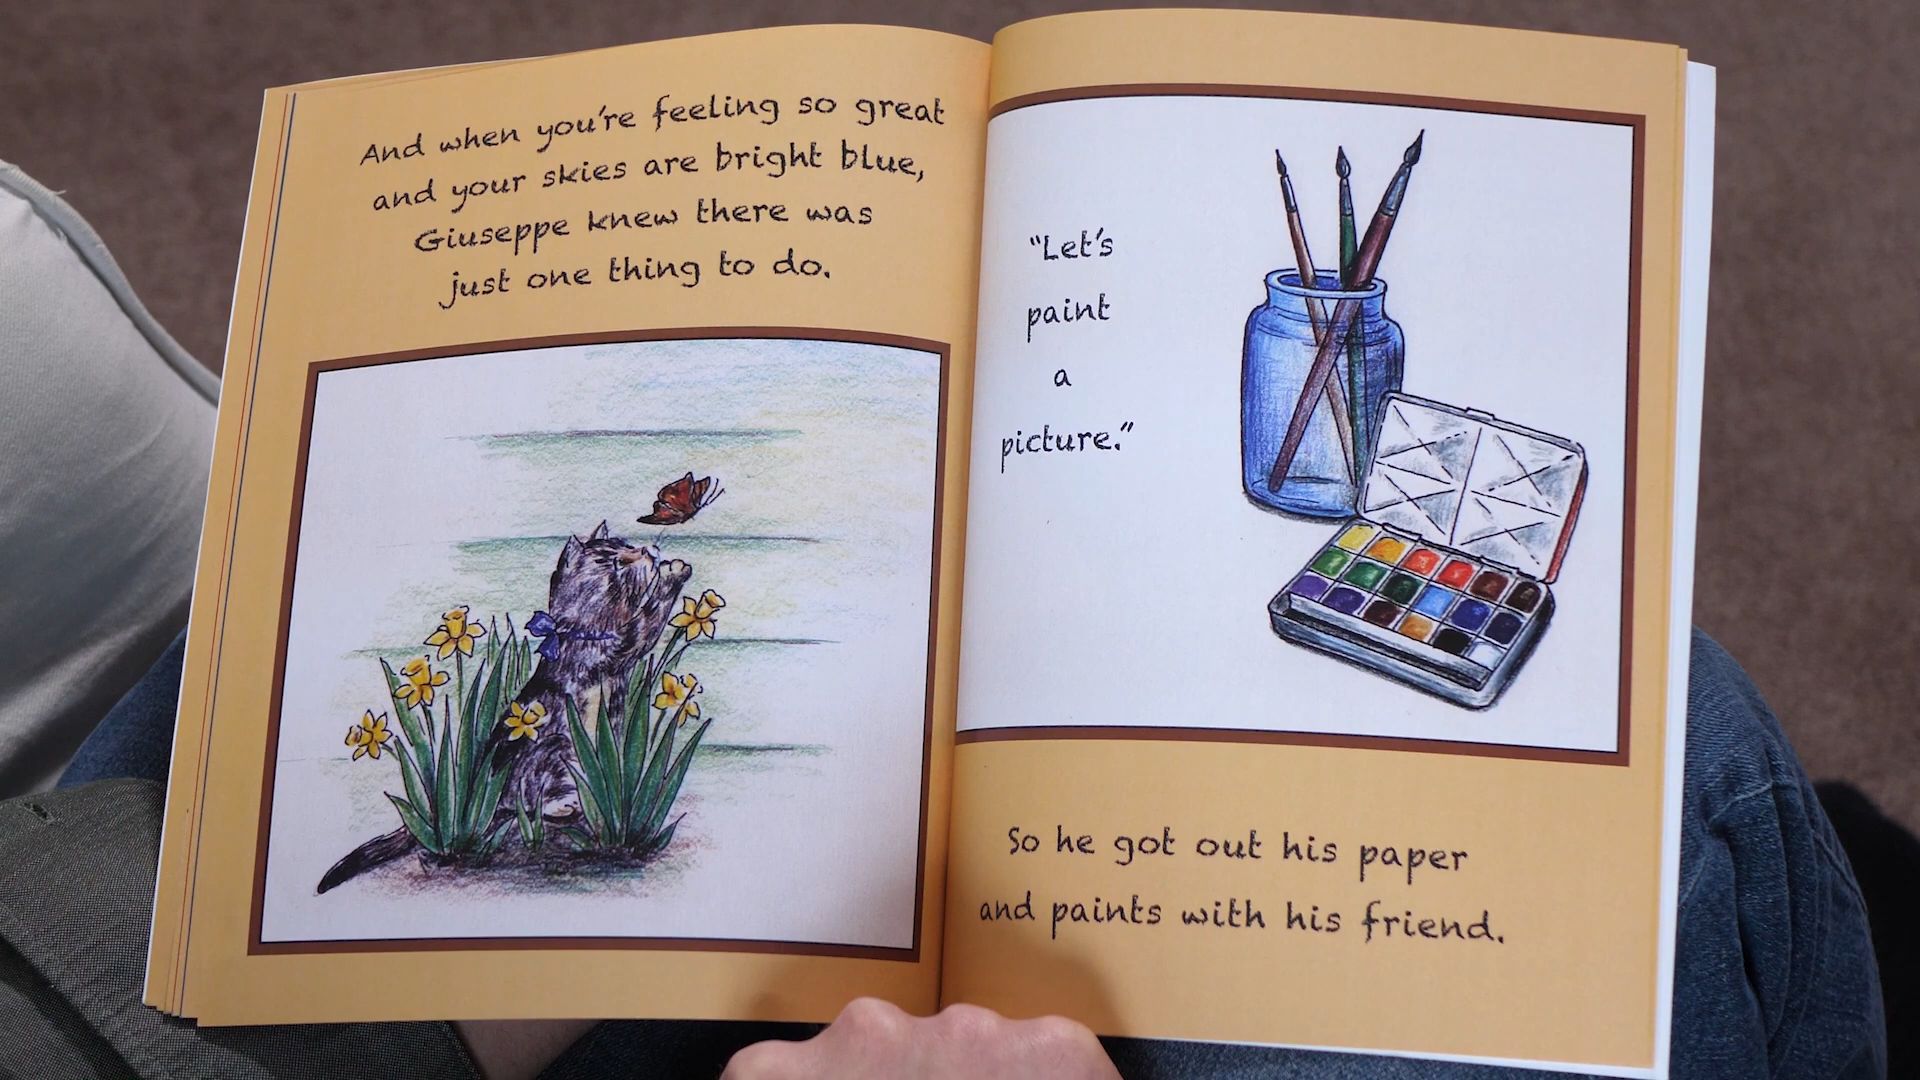 And when you're feeling so great
and your skies are bright blue,
Giuseppe knew there was
just one thing to do.
"Let's
paint
a
picture."
So he got out his paper
and paints with his friend.